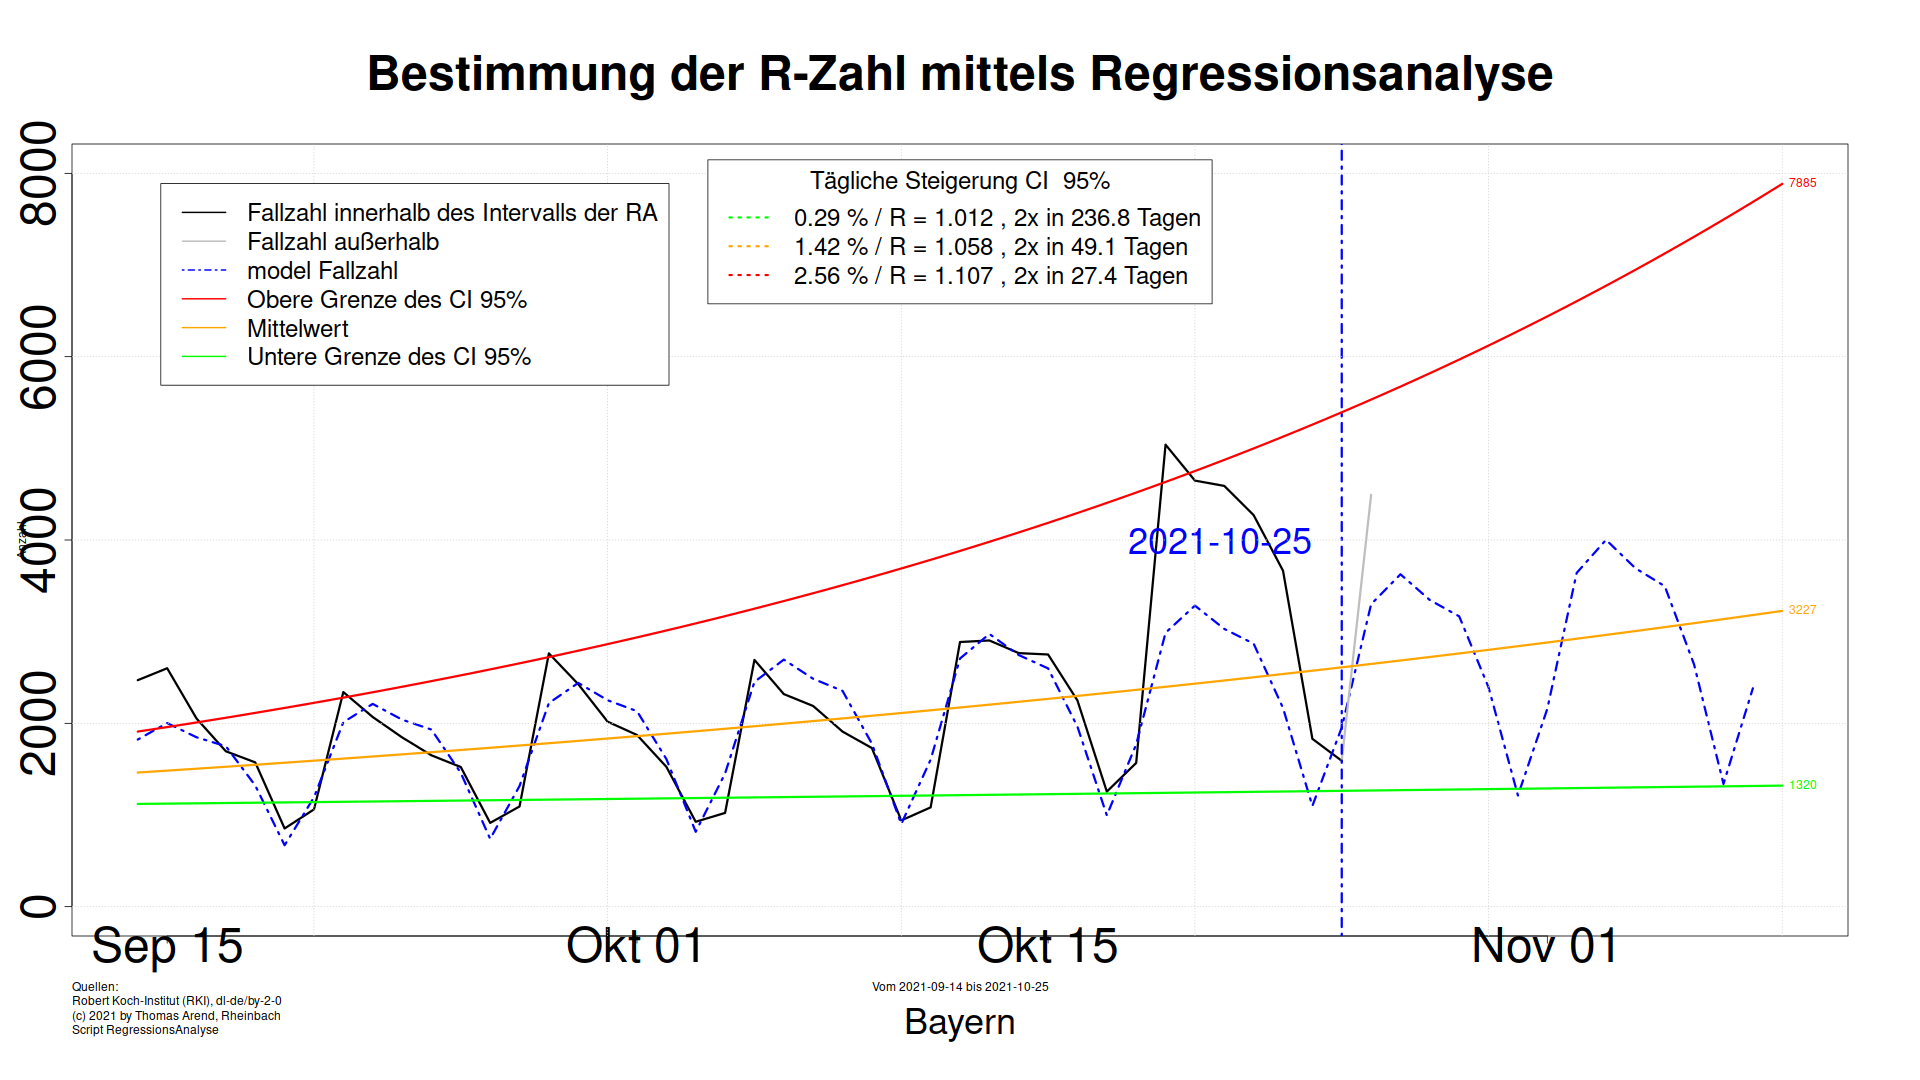 Bestimmung der R-Zahl mittels Regressionsanalyse
8000
6000
4000
2000
0
Anzahl
Fallzahl innerhalb des Intervalls der RA
Fallzahl außerhalb
model Fallzahl
Obere Grenze des CI 95%
Mittelwert
Untere Grenze des CI 95%
Tägliche Steigerung CI  95%
0.29 % / R = 1.012 , 2x in 236.8 Tagen
1.42 % / R = 1.058 , 2x in 49.1 Tagen
2.56 % / R = 1.107 , 2x in 27.4 Tagen
7885
2021-10-25
3227
1320
Sep 15
Okt 01
Okt 15
Nov 01
Quellen:
Robert Koch-Institut (RKI), dl-de/by-2-0
(c) 2021 by Thomas Arend, Rheinbach
Script RegressionsAnalyse
Vom 2021-09-14 bis 2021-10-25
Bayern